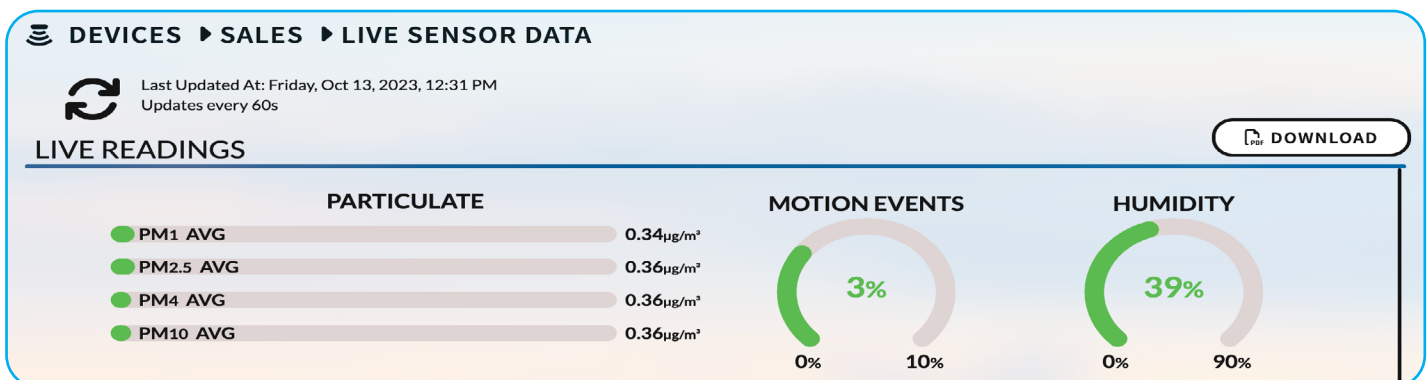 DEVICES ▶ SALES ▶ LIVE SENSOR DATA
Last Updated At: Friday, Oct 13, 2023, 12:31 PM
Updates every 60s
LIVE READINGS
PDF DOWNLOAD
PARTICULATE
PM1 AVG 0.34µg/m³
PM2.5 AVG 0.36µg/m³
PM4 AVG 0.36µg/m³
PM10 AVG 0.36µg/m³
MOTION EVENTS
3%
0% 10%
HUMIDITY
39%
0% 90%